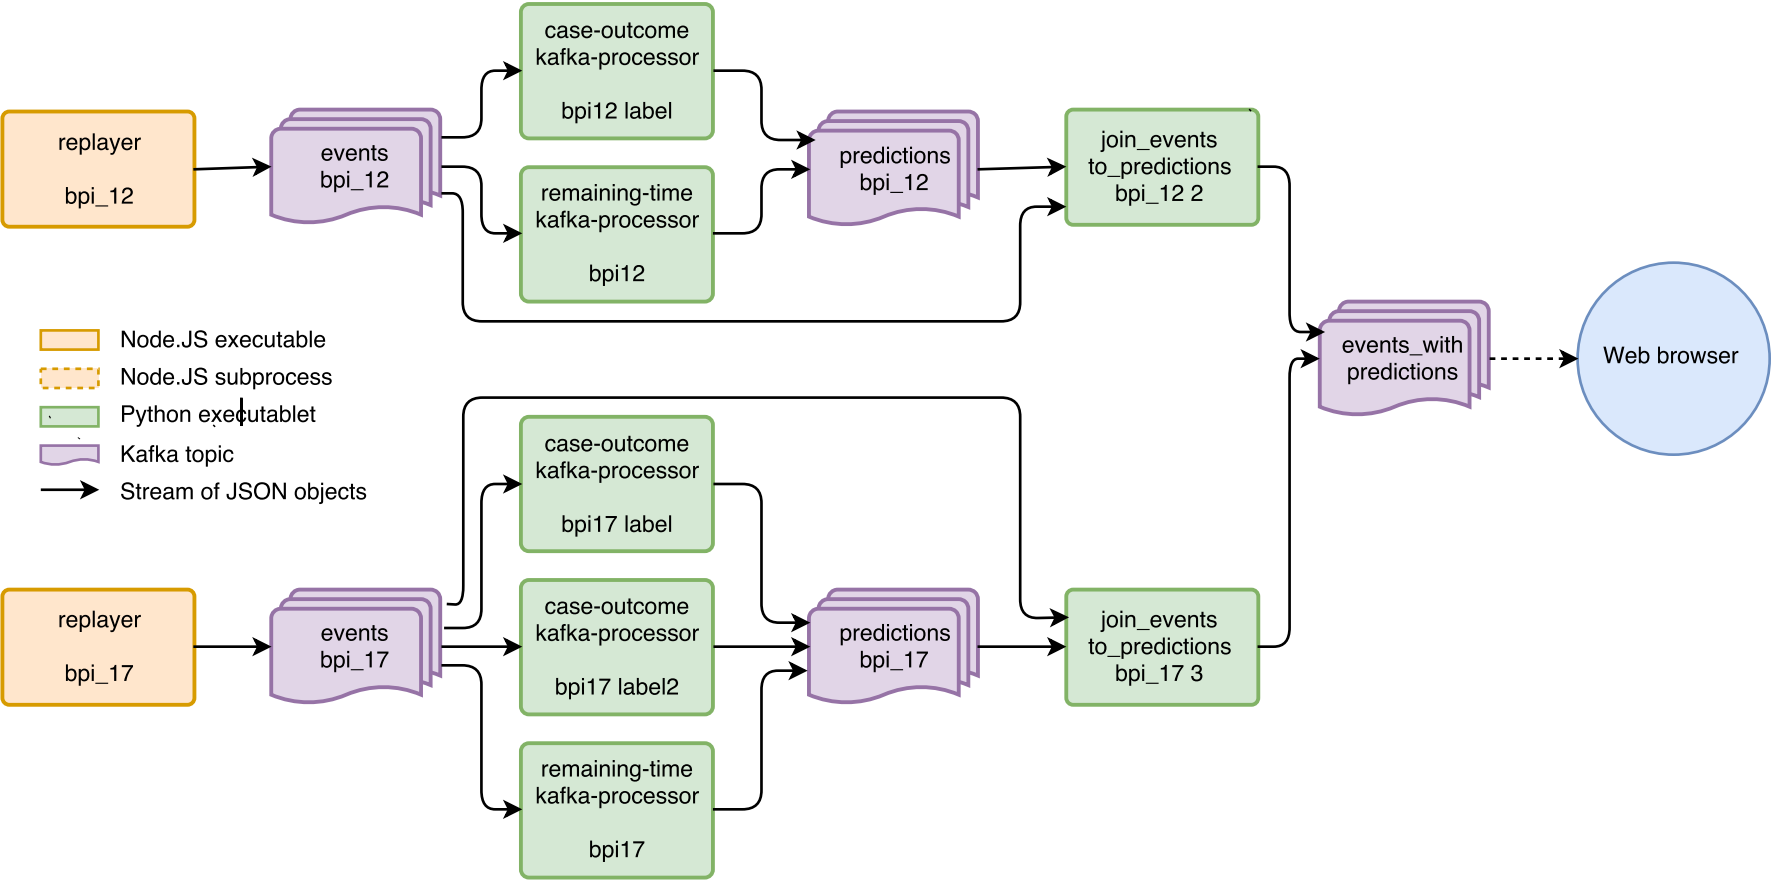 case-outcome
kafka-processor
bpi12 label
replayer
bpi_12
events
bpi_12
predictions
bpi_12
join_events
to_predictions
bpi_12 2
remaining-time
kafka-processor
bpi12
Node.JS executable
Node.JS subprocess
Python executablet
Kafka topic
Stream of JSON objects
events_with
predictions
Web browser
case-outcome
kafka-processor
bpi17 label
replayer
bpi_17
events
bpi_17
case-outcome
kafka-processor
bpi17 label2
predictions
bpi_17
join_events
to_predictions
bpi_17 3
remaining-time
kafka-processor
bpi17